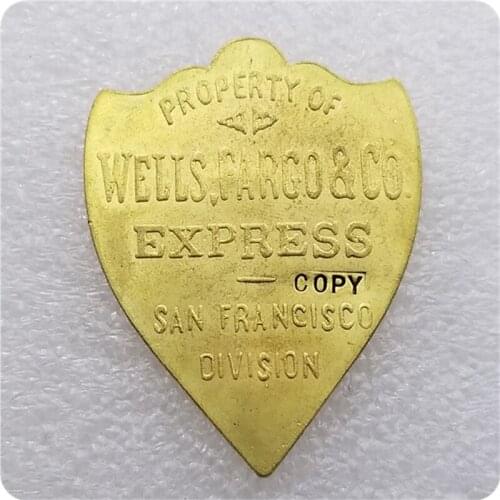 PROPERTY OF
WELLS, FARGO & CO.
EXPRESS
COPY
SAN FRANCISCO
DIVISION